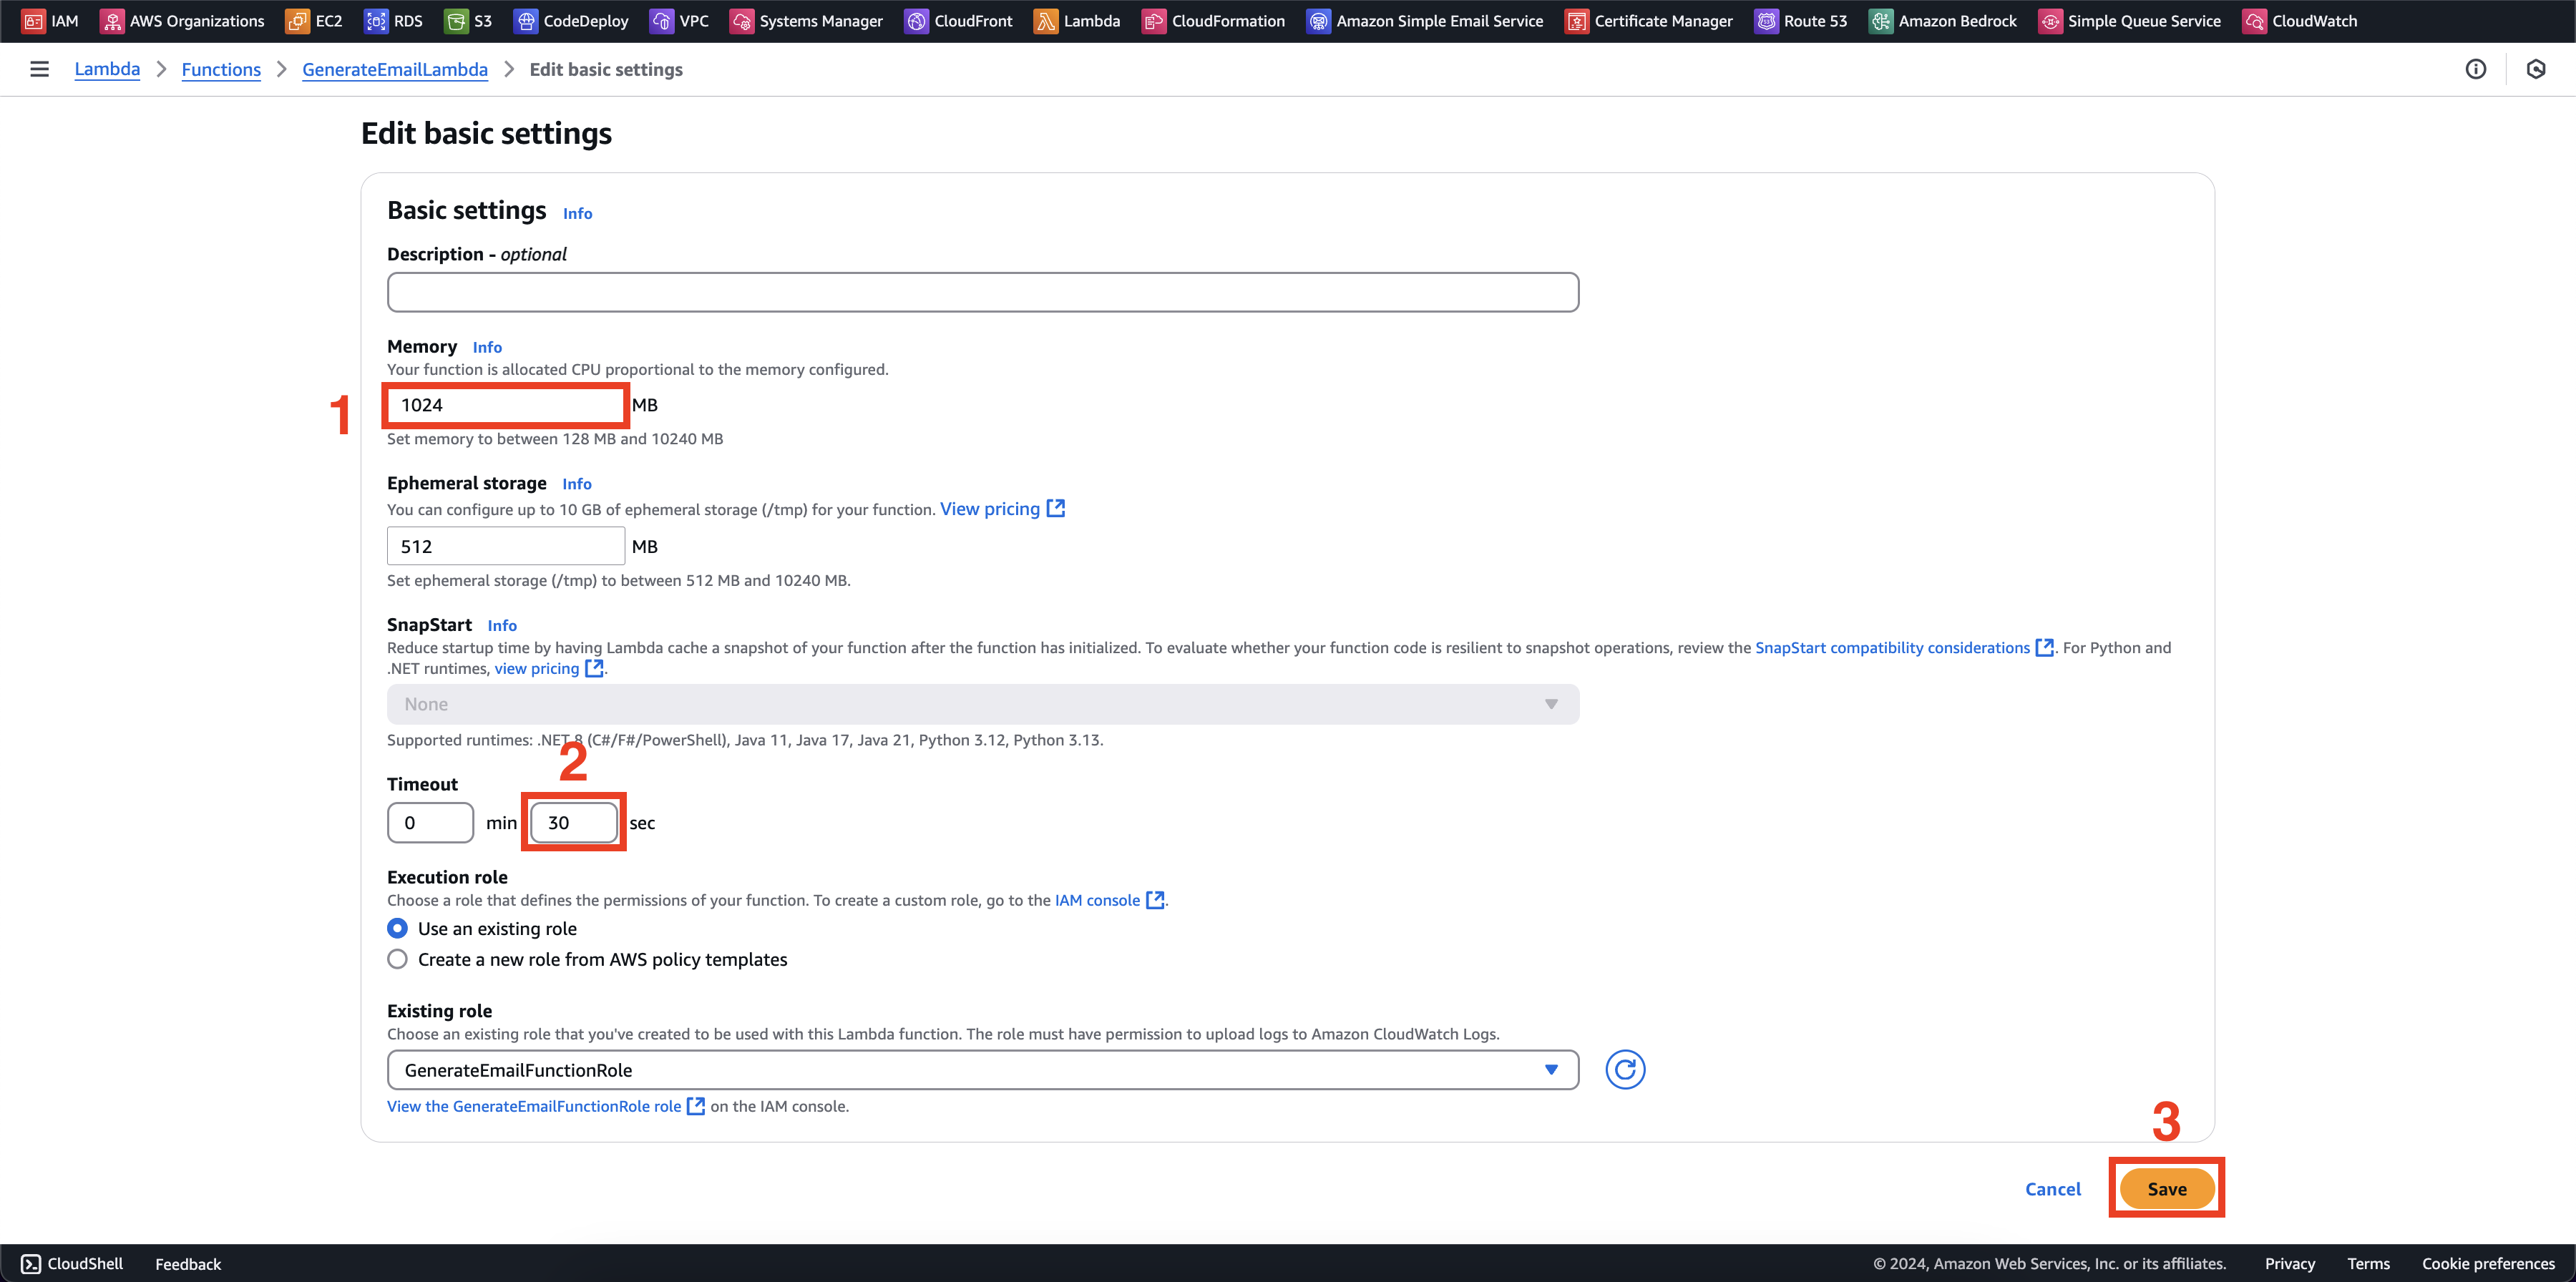 IAM AWS Organizations EC2 RDS S3 CodeDeploy VPC Systems Manager CloudFront Lambda CloudFormation Amazon Simple Email Service Certificate Manager Route 53 Amazon Bedrock Simple Queue Service CloudWatch
Lambda Functions GenerateEmailLambda Edit basic settings
Edit basic settings
Basic settings Info
Description - optional
Memory Info
Your function is allocated CPU proportional to the memory configured.
1 1024 MB
Set memory to between 128 MB and 10240 MB
Ephemeral storage Info
You can configure up to 10 GB of ephemeral storage (/tmp) for your function. View pricing
512 MB
Set ephemeral storage (/tmp) to between 512 MB and 10240 MB.
SnapStart Info
Reduce startup time by having Lambda cache a snapshot of your function after the function has initialized. To evaluate whether your function code is resilient to snapshot operations, review the SnapStart compatibility considerations . For Python and
.NET runtimes, view pricing .
None
Supported runtimes: .NET 8 (C#/F#/PowerShell), Java 11, Java 17, Java 21, Python 3.12, Python 3.13.
2
Timeout
0 min 30 sec
Execution role
Choose a role that defines the permissions of your function. To create a custom role, go to the IAM console .
Use an existing role
Create a new role from AWS policy templates
Existing role
Choose an existing role that you've created to be used with this Lambda function. The role must have permission to upload logs to Amazon CloudWatch Logs.
GenerateEmailFunctionRole
View the GenerateEmailFunctionRole role on the IAM console.
3
Cancel Save
CloudShell Feedback © 2024, Amazon Web Services, Inc. or its affiliates. Privacy Terms Cookie preferences